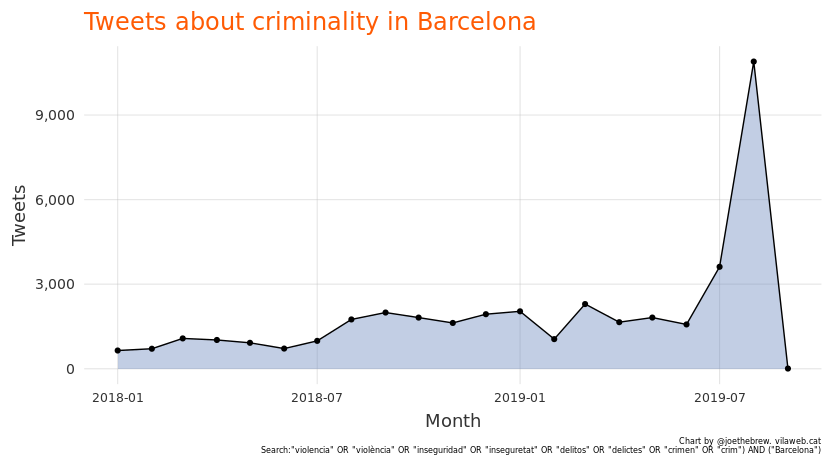 Tweets about criminality in Barcelona
9,000
6,000
3,000
0
Tweets
2018-01 2018-07 2019-01 2019-07
Month
Chart by @joethebrew. vilaweb.cat
Search:"violencia" OR "violència" OR "inseguridad" OR "inseguretat" OR "delitos" OR "delictes" OR "crimen" OR "crim") AND ("Barcelona")